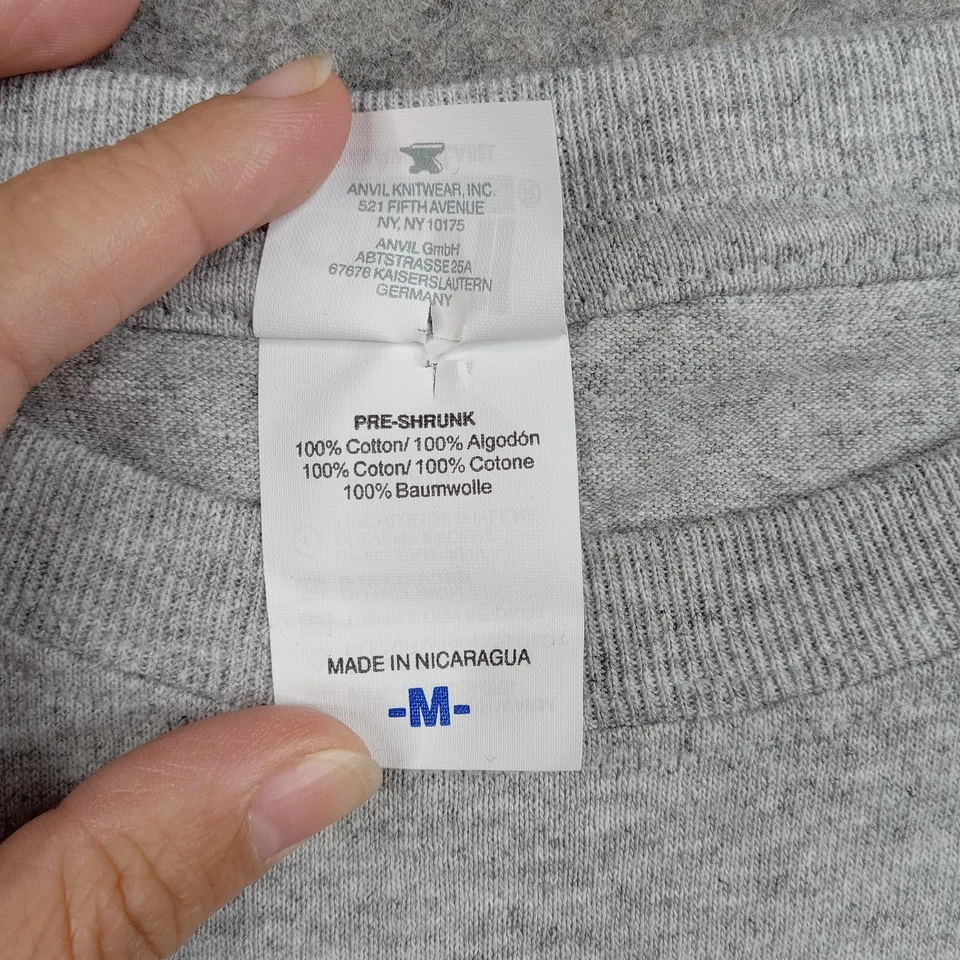 ANVIL KNITWEAR, INC.
521 FIFTH AVENUE
NY, NY 10175
ANVIL GmbH
ABTSTRASSE 25A
67678 KAISERSLAUTERN
GERMANY
PRE-SHRUNK
100% Cotton/ 100% Algodón
100% Coton/ 100% Cotone
100% Baumwolle
MADE IN NICARAGUA
-M-